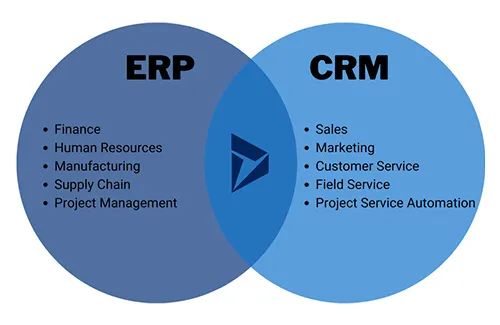 ERP
• Finance
• Human Resources
• Manufacturing
• Supply Chain
• Project Management
CRM
• Sales
• Marketing
• Customer Service
• Field Service
• Project Service Automation